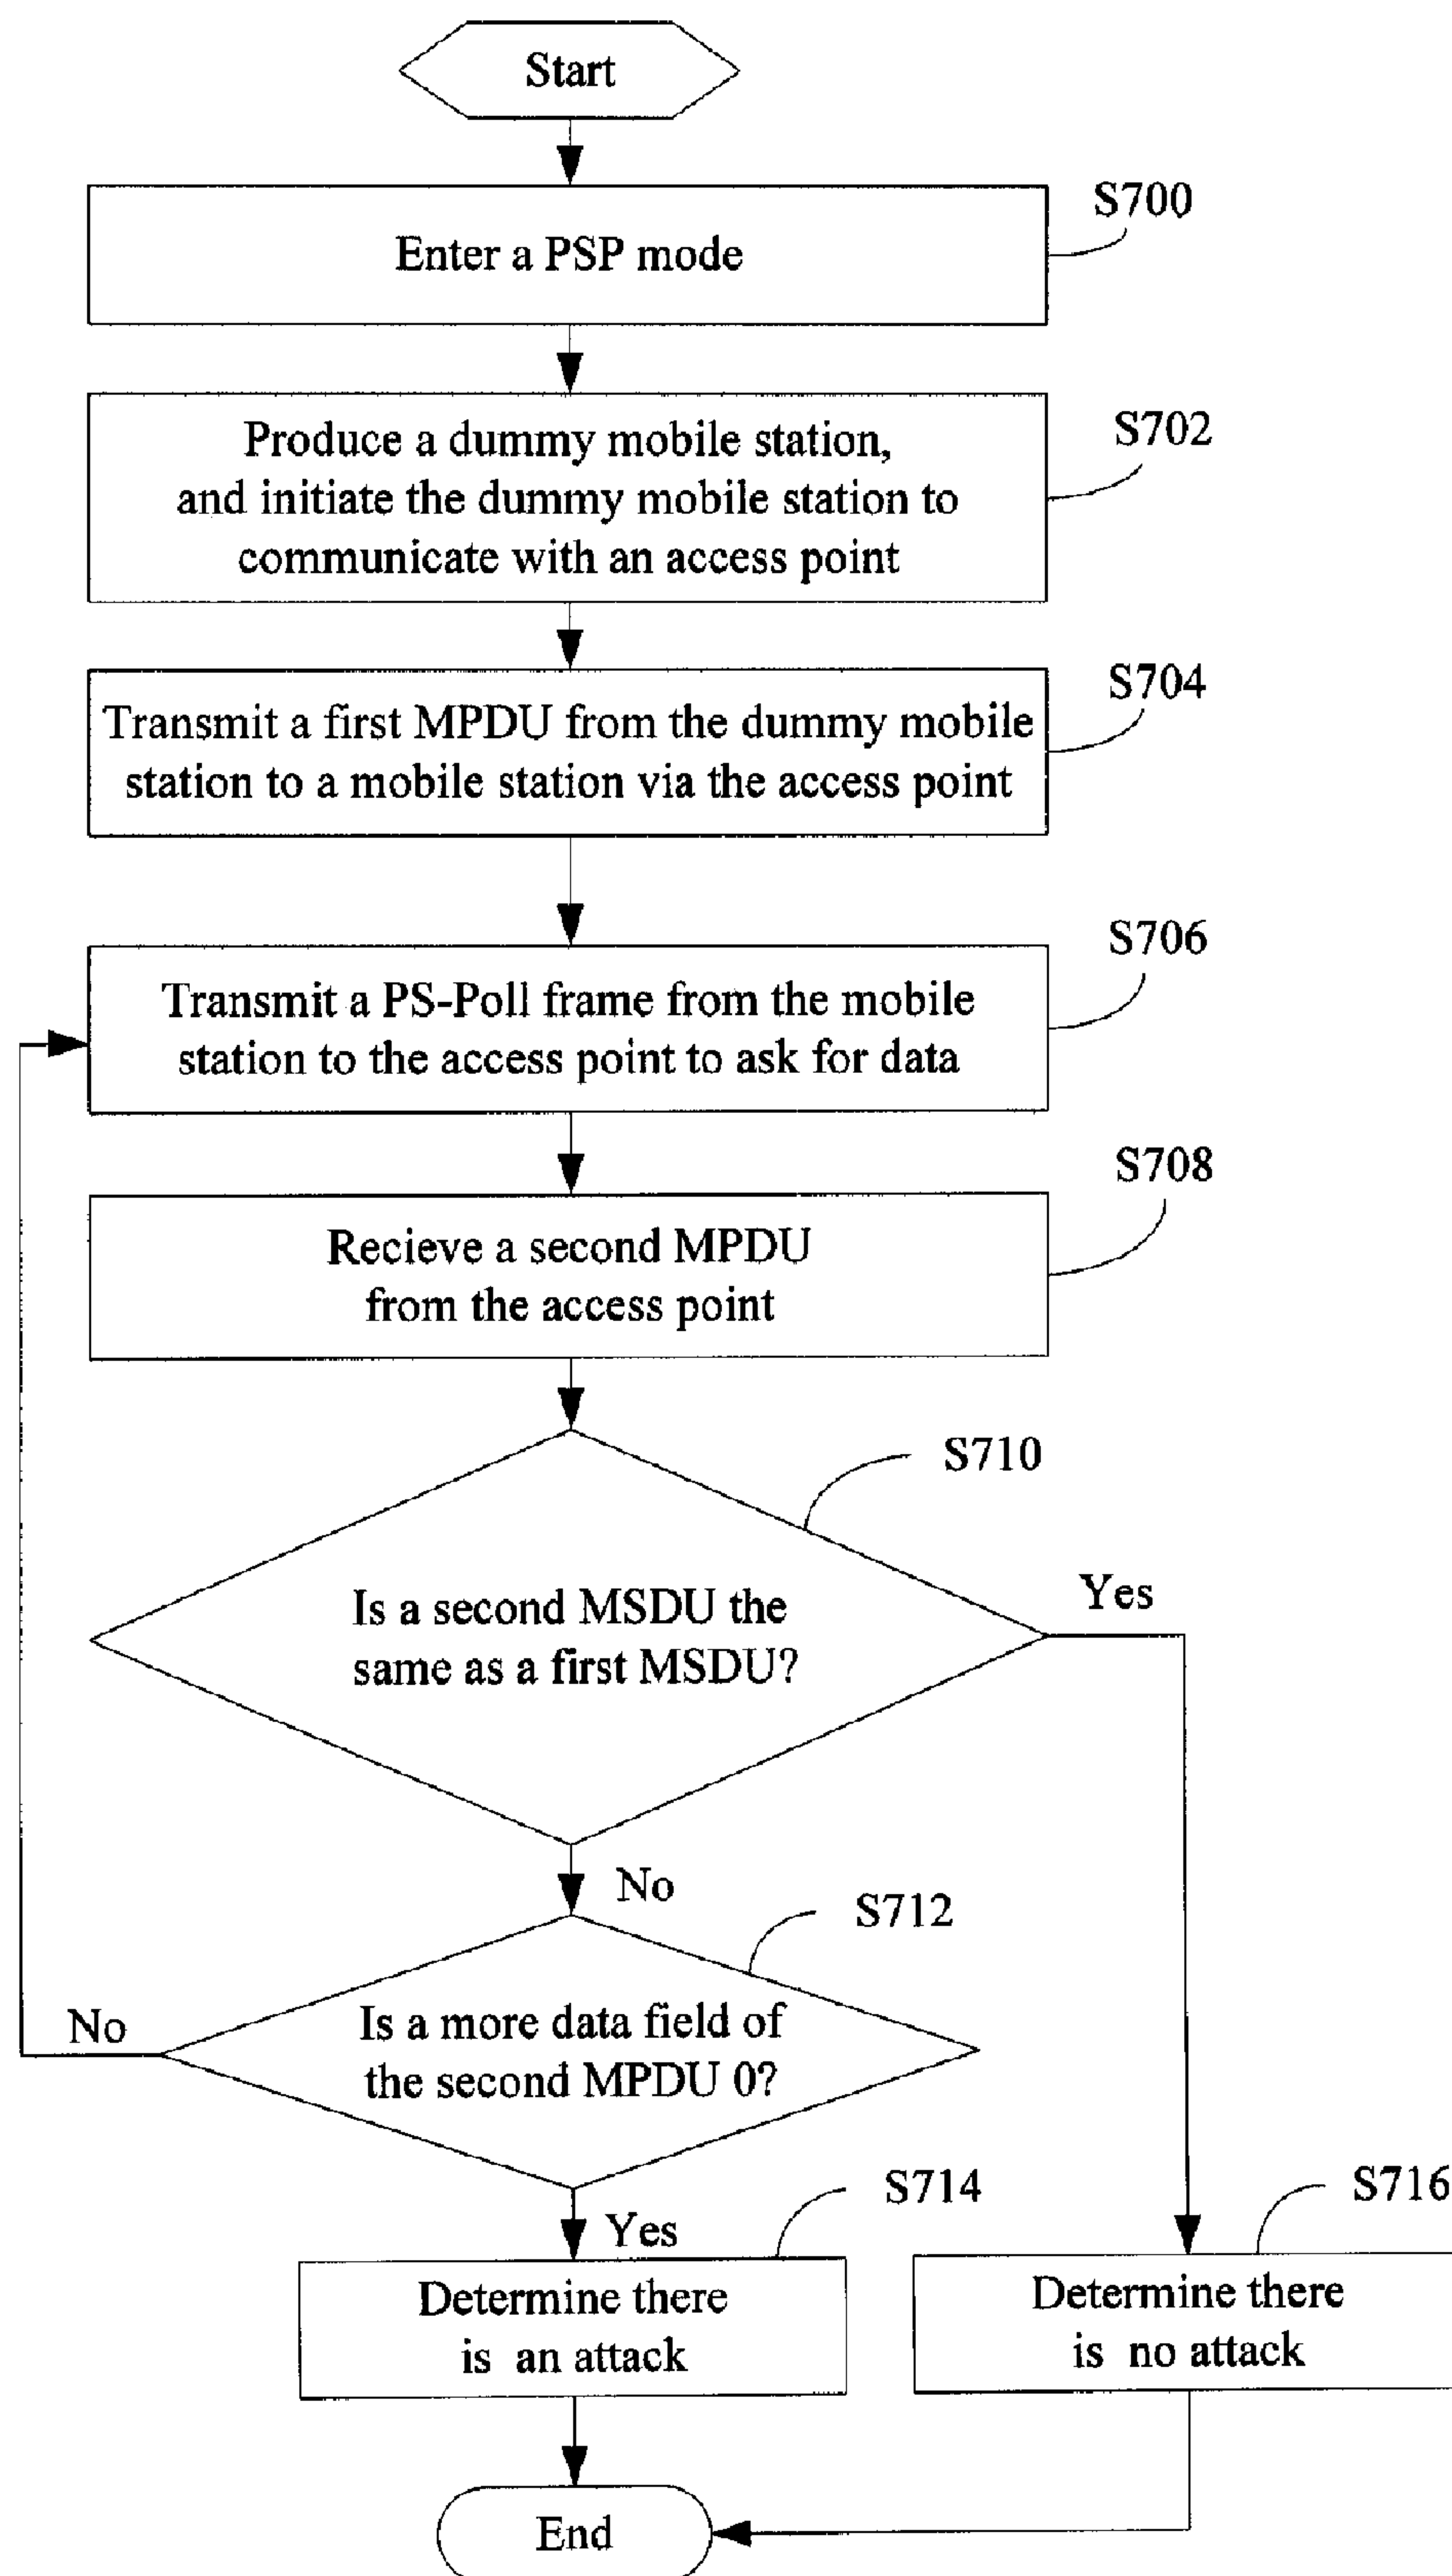 Start
S700
Enter a PSP mode
S702
Produce a dummy mobile station,
and initiate the dummy mobile station to
communicate with an access point
S704
Transmit a first MPDU from the dummy mobile
station to a mobile station via the access point
S706
Transmit a PS-Poll frame from the mobile
station to the access point to ask for data
S708
Recieve a second MPDU
from the access point
S710
Is a second MSDU the
same as a first MSDU?
Yes
No
S712
Is a more data field of
the second MPDU 0?
No
Yes
S714
Determine there
is an attack
S716
Determine there
is no attack
End